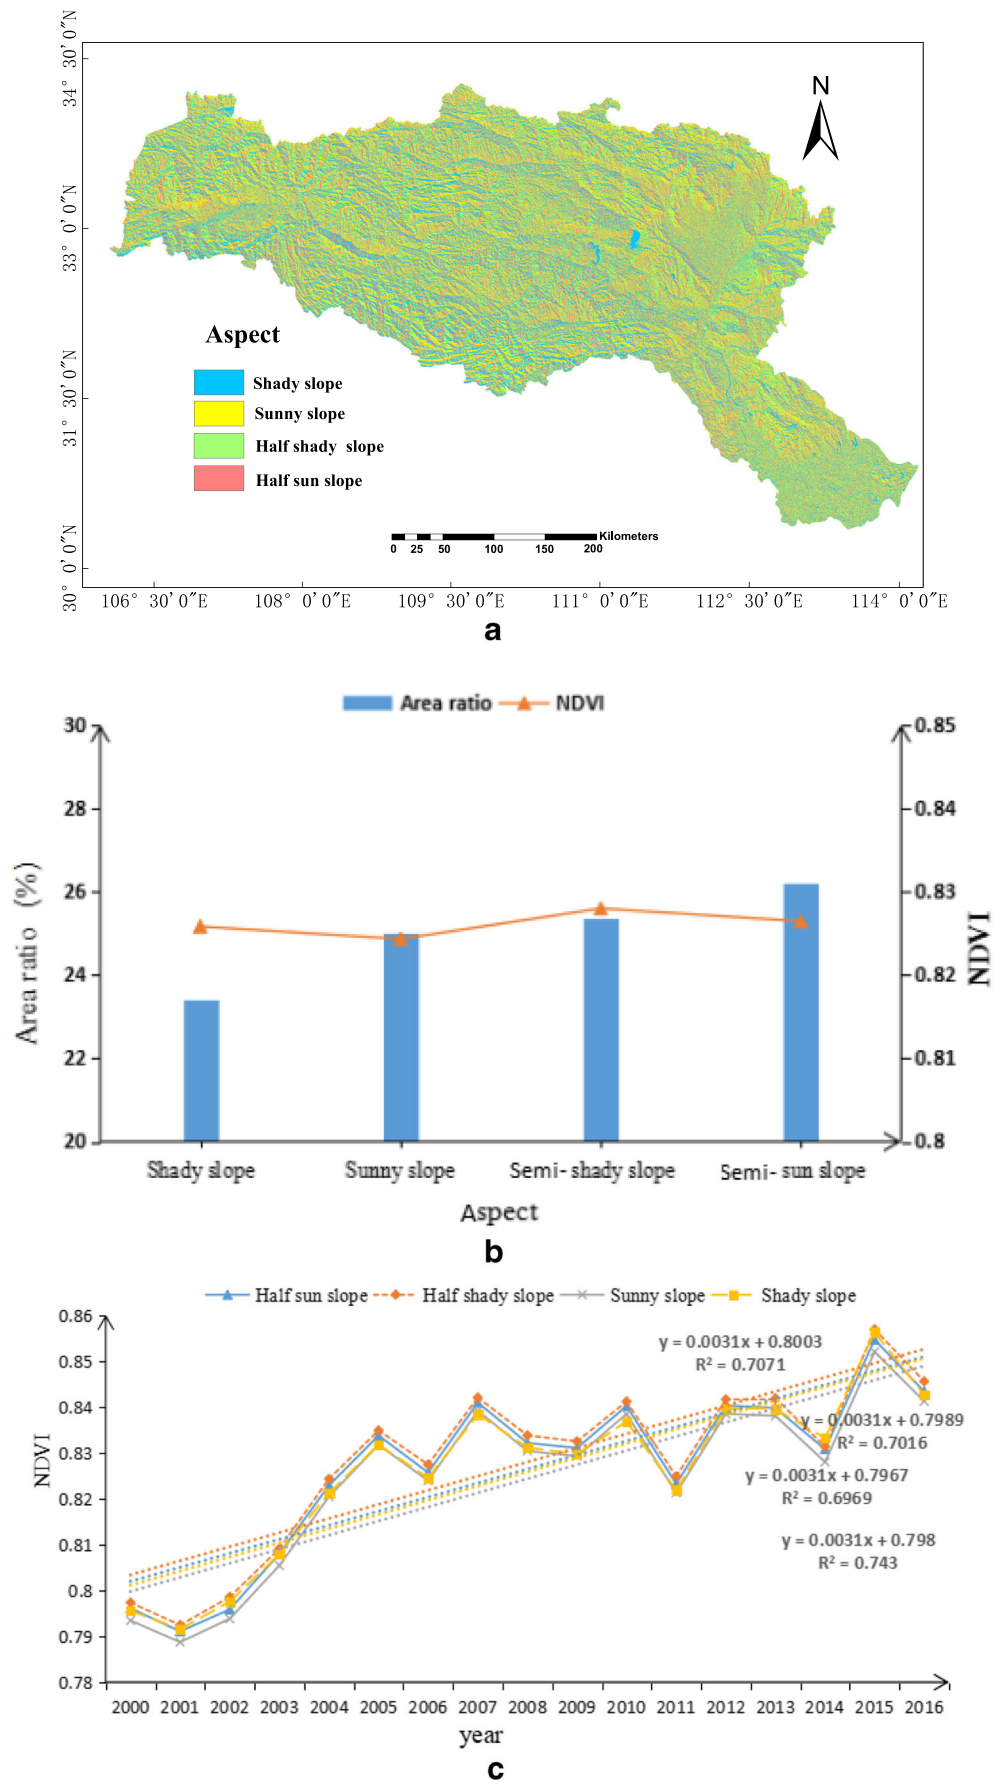 34° 30′0″N
33° 0′0″N
31° 30′0″N
30° 0′0″N
N
Aspect
Shady slope
Sunny slope
Half shady slope
Half sun slope
Kilometers
0 25 50 100 150 200
106° 30′0″E 108° 0′0″E 109° 30′0″E 111° 0′0″E 112° 30′0″E 114° 0′0″E
a
Area ratio NDVI
30 0.85
28 0.84
26 0.83
24 0.82
22 0.81
20 0.8
Area ratio (%)
NDVI
Shady slope Sunny slope Semi-shady slope Semi-sun slope
Aspect
b
Half sun slope Half shady slope Sunny slope Shady slope
0.86
0.85
0.84
0.83
0.82
0.81
0.8
0.79
0.78
NDVI
y = 0.0031x + 0.8003
R² = 0.7071
y = 0.0031x + 0.7989
R² = 0.7016
y = 0.0031x + 0.7967
R² = 0.6969
y = 0.0031x + 0.798
R² = 0.743
2000 2001 2002 2003 2004 2005 2006 2007 2008 2009 2010 2011 2012 2013 2014 2015 2016
year
c